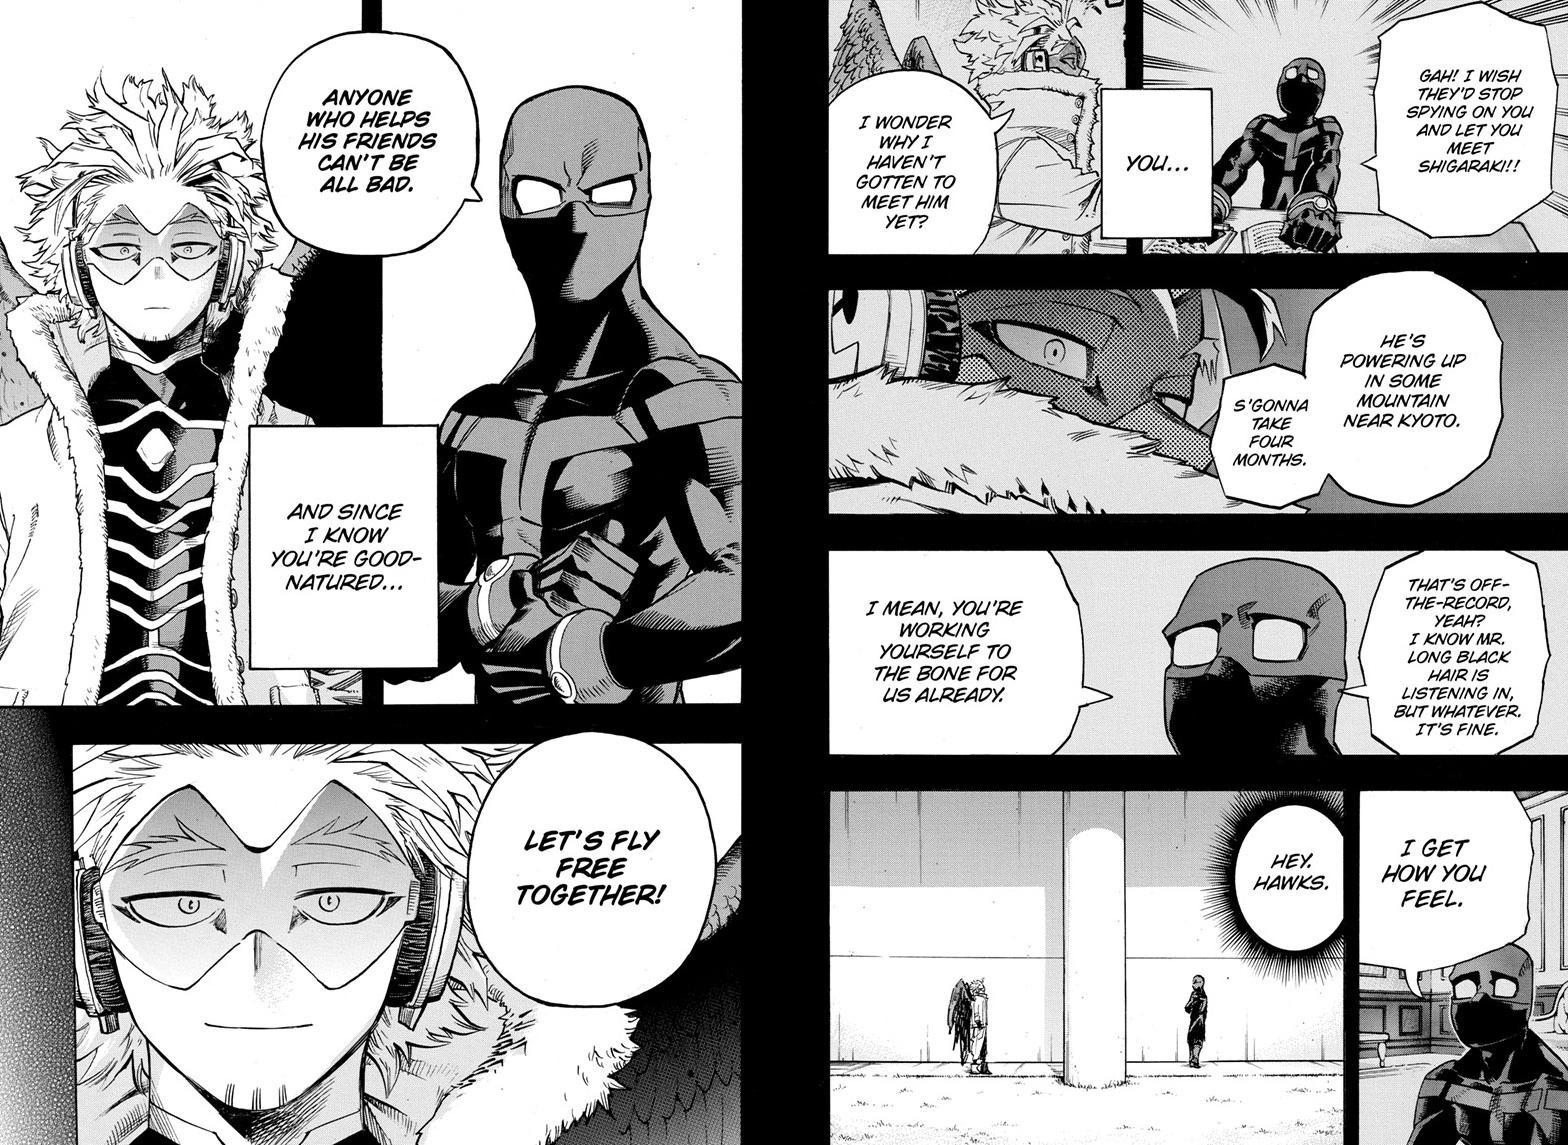 GAH! I WISH
THEY'D STOP
SPYING ON YOU
AND LET YOU
MEET
SHIGARAKI!!
YOU...
I WONDER
WHY I
HAVEN'T
GOTTEN TO
MEET HIM
YET?
HE'S
POWERING UP
IN SOME
MOUNTAIN
NEAR KYOTO.
S'GONNA
TAKE
FOUR
MONTHS.
THAT'S OFF-
THE-RECORD,
YEAH?
I KNOW MR.
LONG BLACK
HAIR IS
LISTENING IN,
BUT WHATEVER.
IT'S FINE.
I MEAN, YOU'RE
WORKING
YOURSELF TO
THE BONE FOR
US ALREADY.
I GET
HOW YOU
FEEL.
HEY.
HAWKS.
ANYONE
WHO HELPS
HIS FRIENDS
CAN'T BE
ALL BAD.
AND SINCE
I KNOW
YOU'RE GOOD-
NATURED...
LET'S FLY
FREE
TOGETHER!